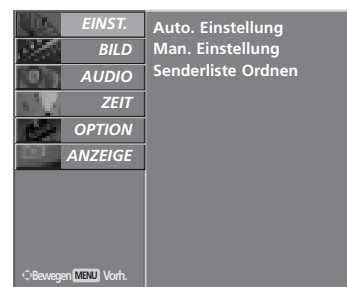 EINST.
BILD
AUDIO
ZEIT
OPTION
ANZEIGE
Auto. Einstellung
Man. Einstellung
Senderliste Ordnen
Bewegen MENU Vorh.